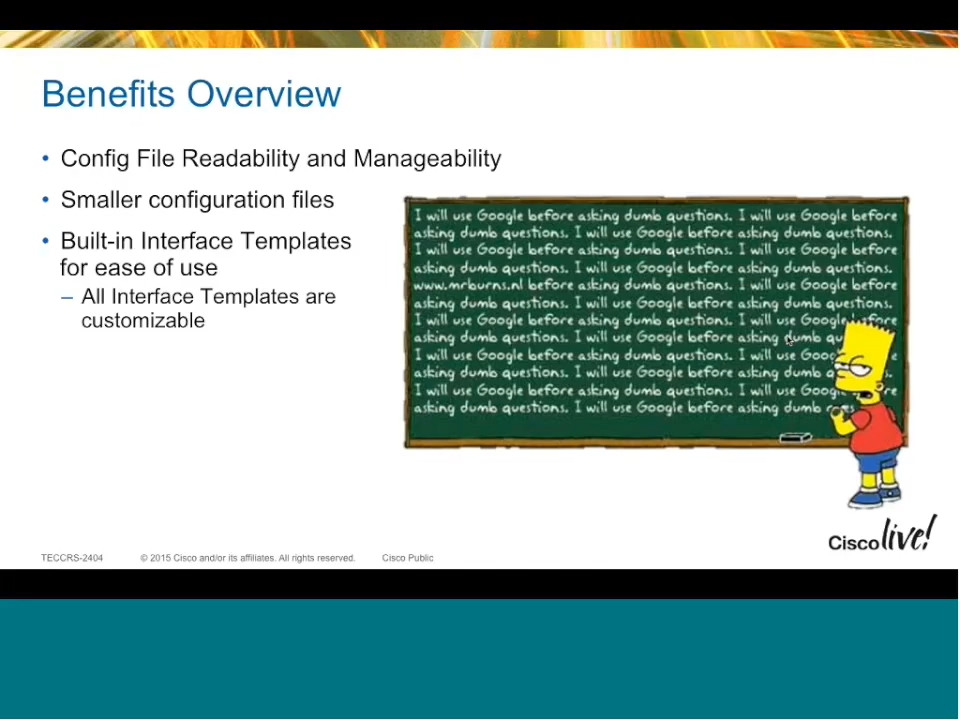 Benefits Overview
• Config File Readability and Manageability
• Smaller configuration files
• Built-in Interface Templates
for ease of use
– All Interface Templates are
customizable
I will use Google before asking dumb questions. I will use Google before
asking dumb questions. I will use Google before asking dumb questions.
I will use Google before asking dumb questions. I will use Google before
asking dumb questions. I will use Google before asking dumb questions.
www.mrburns.nl before asking dumb questions. I will use Google before
asking dumb questions. I will use Google before asking dumb questions.
I will use Google before asking dumb questions. I will use Google before
asking dumb questions. I will use Google before asking dumb qu
I will use Google before asking dumb questions. I will use Goog e
asking dumb questions. I will use Google before asking dumb que
I will use Google before asking dumb questions. I will use Googl re
asking dumb questions. I will use Google before asking dumb ques
Cisco live!
TECCRS-2404 © 2015 Cisco and/or its affiliates. All rights reserved. Cisco Public